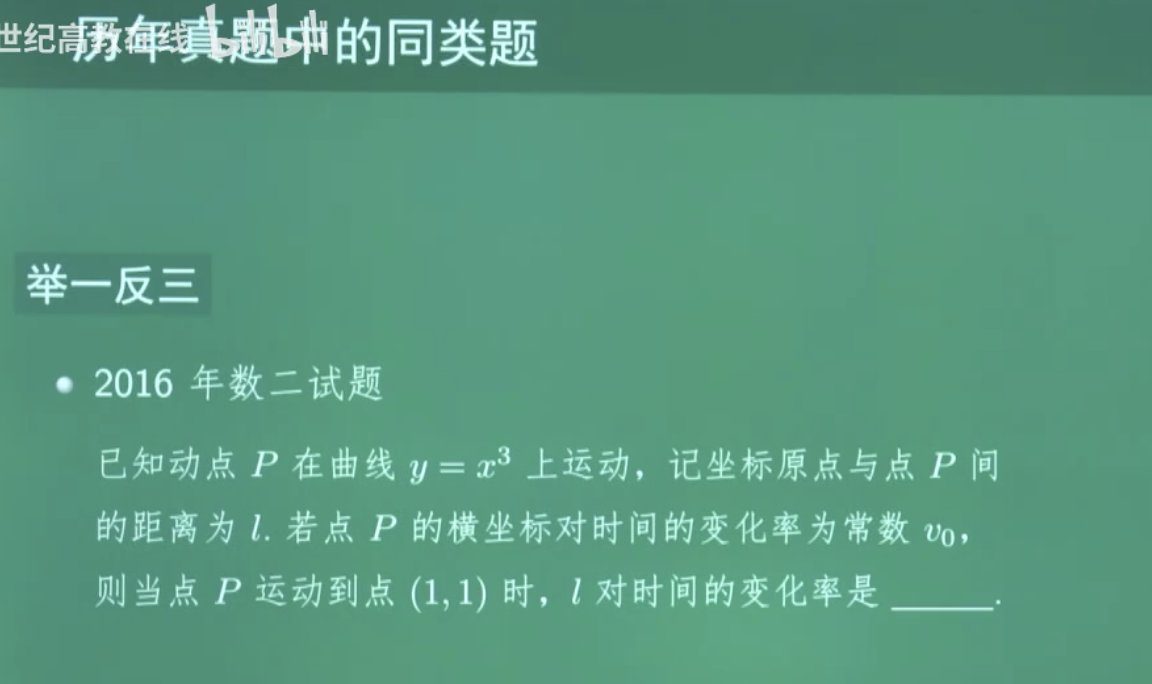 世纪高教在线 bilibili
历年真题中的同类题
举一反三
2016 年数二试题
已知动点 P 在曲线 y = x³ 上运动，记坐标原点与点 P 间
的距离为 l. 若点 P 的横坐标对时间的变化率为常数 v₀，
则当点 P 运动到点 (1, 1) 时，l 对时间的变化率是 ______.